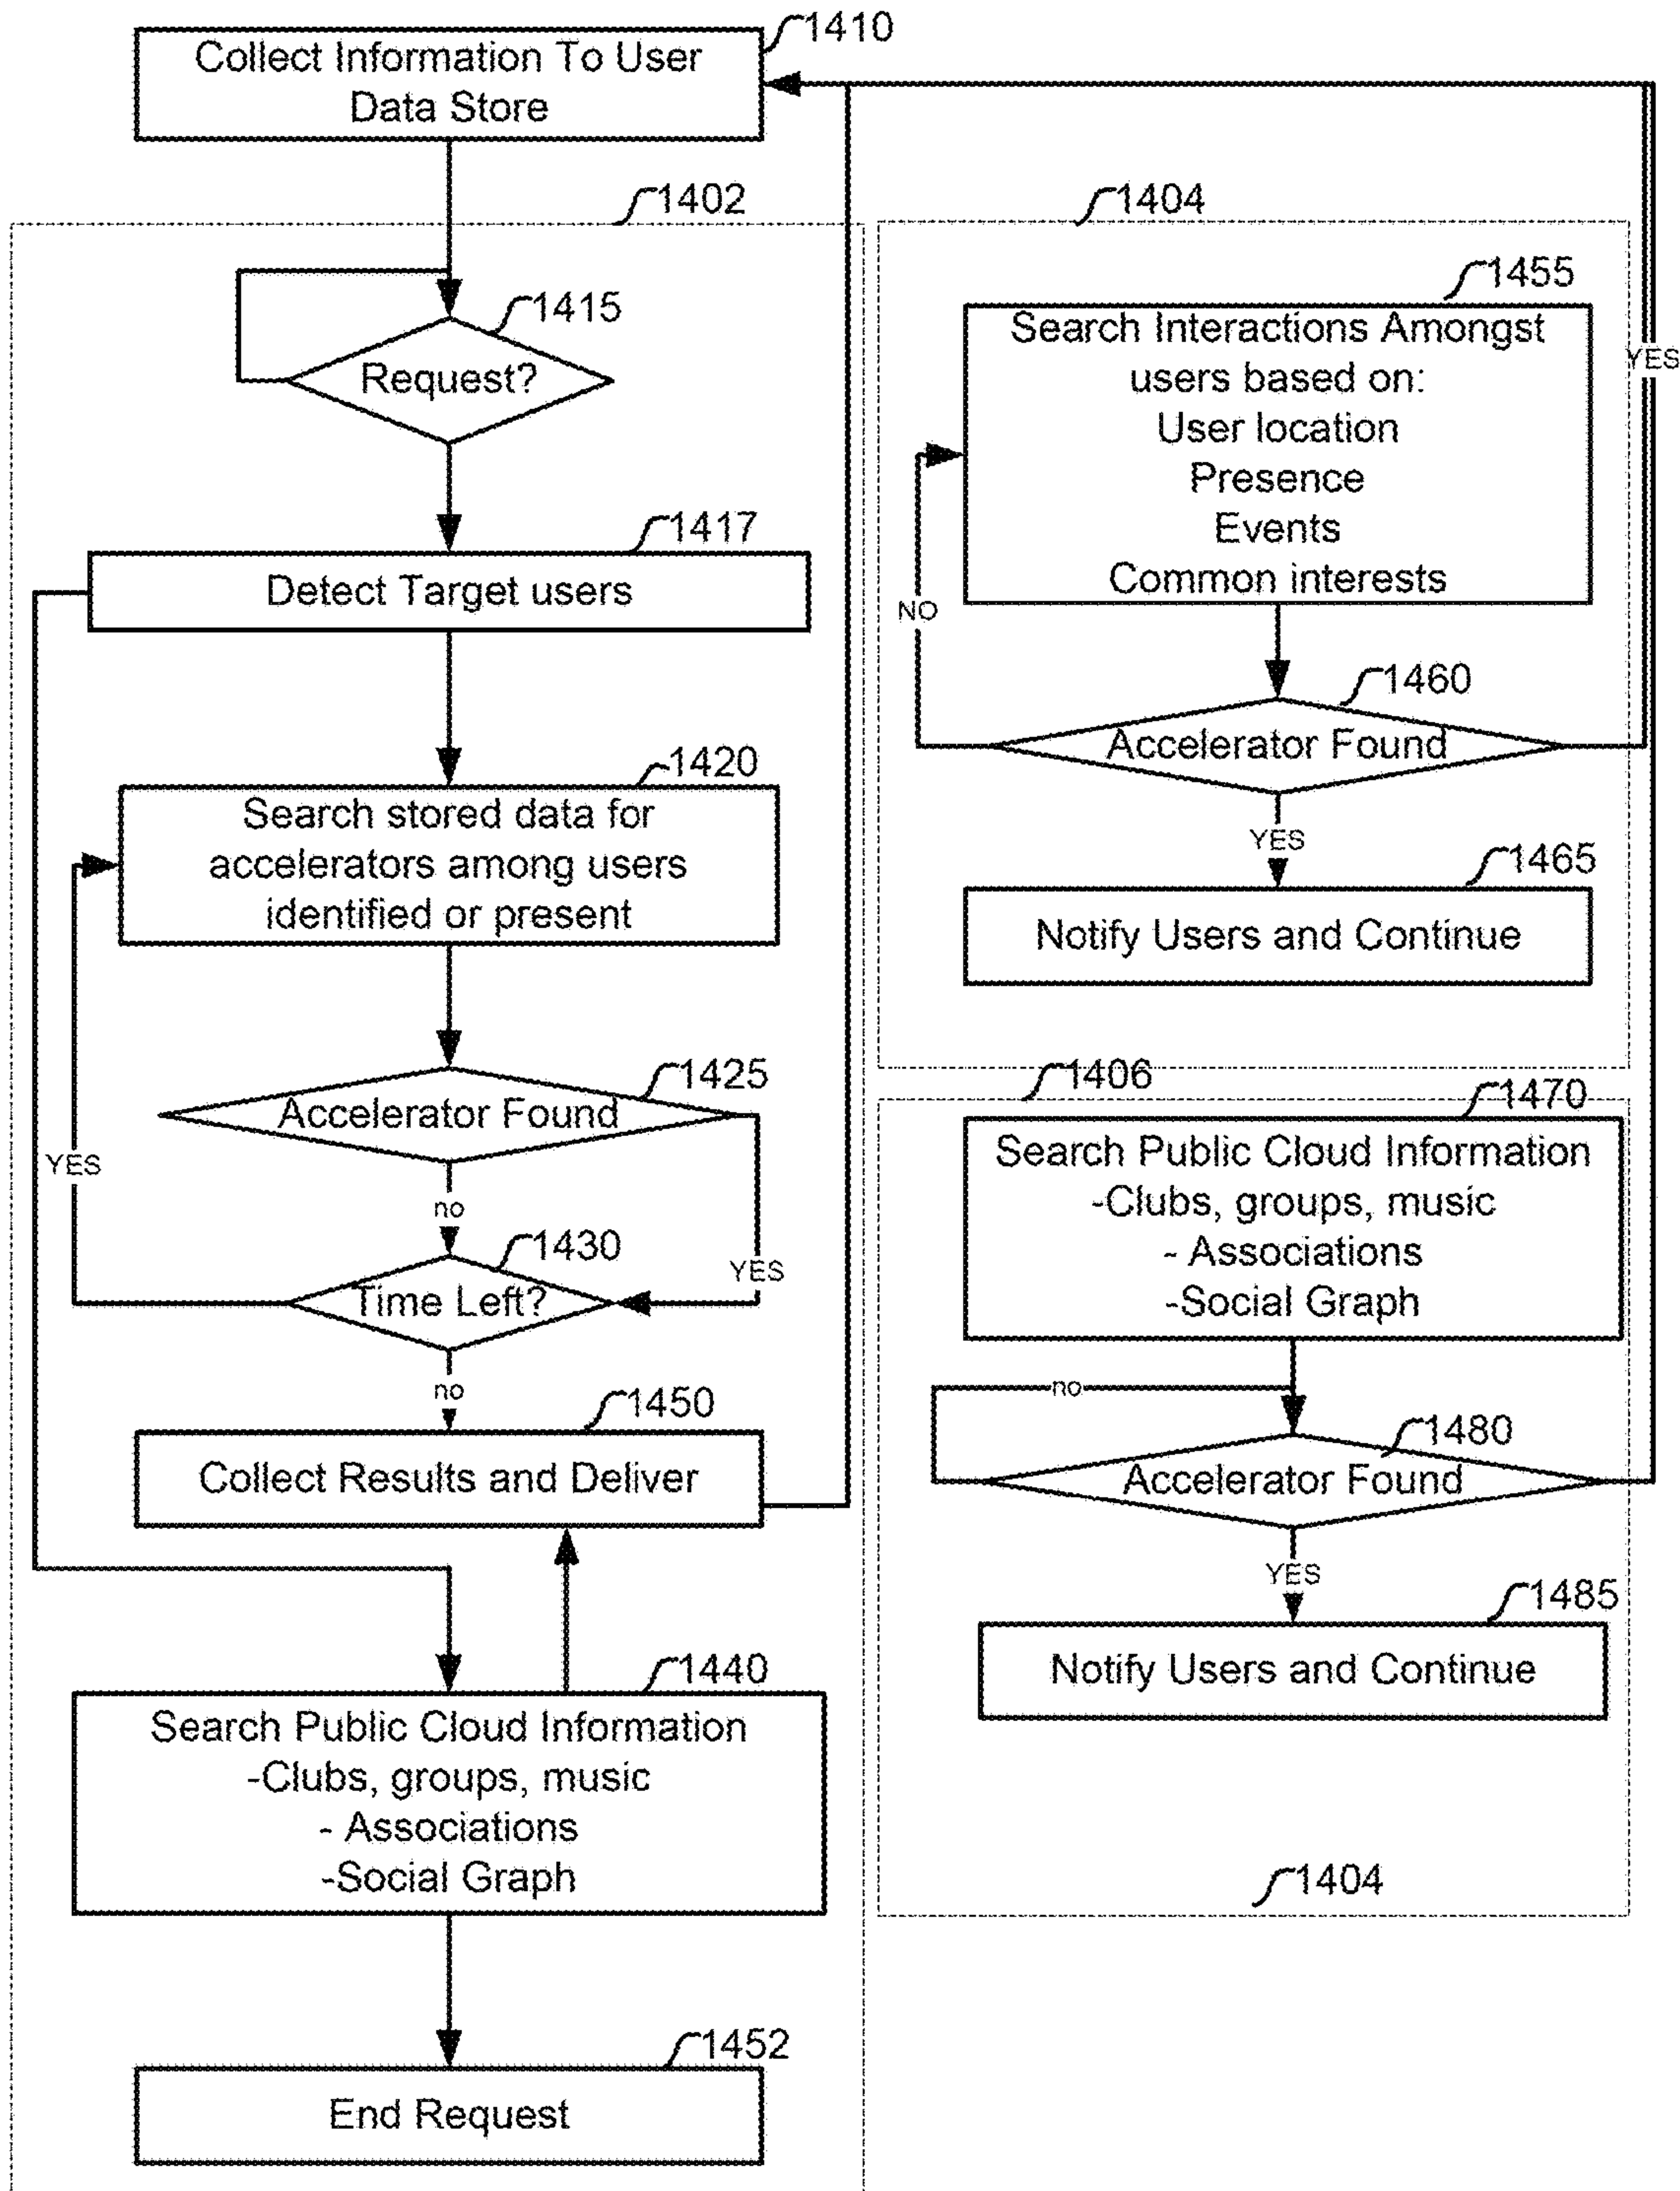 1410
Collect Information To User
Data Store
1402
1415
Request?
1417
Detect Target users
1420
Search stored data for
accelerators among users
identified or present
1425
Accelerator Found
YES
no
YES
1430
Time Left?
no
1450
Collect Results and Deliver
1440
Search Public Cloud Information
-Clubs, groups, music
- Associations
-Social Graph
1452
End Request
1404
1455
Search Interactions Amongst
users based on:
User location
Presence
Events
Common interests
YES
NO
1460
Accelerator Found
YES
1465
Notify Users and Continue
1406
1470
Search Public Cloud Information
-Clubs, groups, music
- Associations
-Social Graph
no
1480
Accelerator Found
YES
1485
Notify Users and Continue
1404